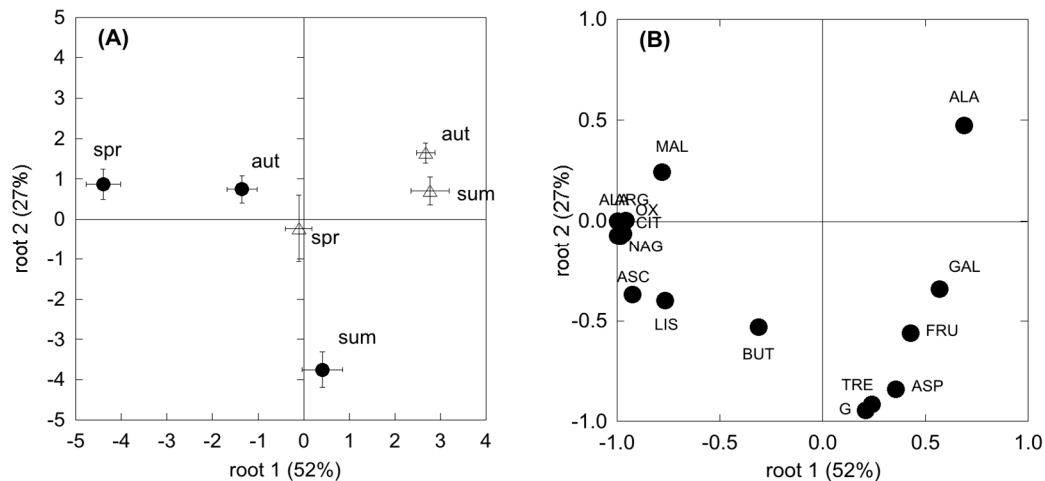 (A)
5
4
3
2
1
0
-1
-2
-3
-4
-5
root 2 (27%)
spr
aut
aut
sum
spr
sum
-5 -4 -3 -2 -1 0 1 2 3 4
root 1 (52%)
(B)
1.0
0.5
0.0
-0.5
-1.0
root 2 (27%)
ALA
MAL
ARG
OX
CIT
NAG
ASC
LIS
BUT
GAL
FRU
TRE
ASP
G
-1.0 -0.5 0.0 0.5 1.0
root 1 (52%)